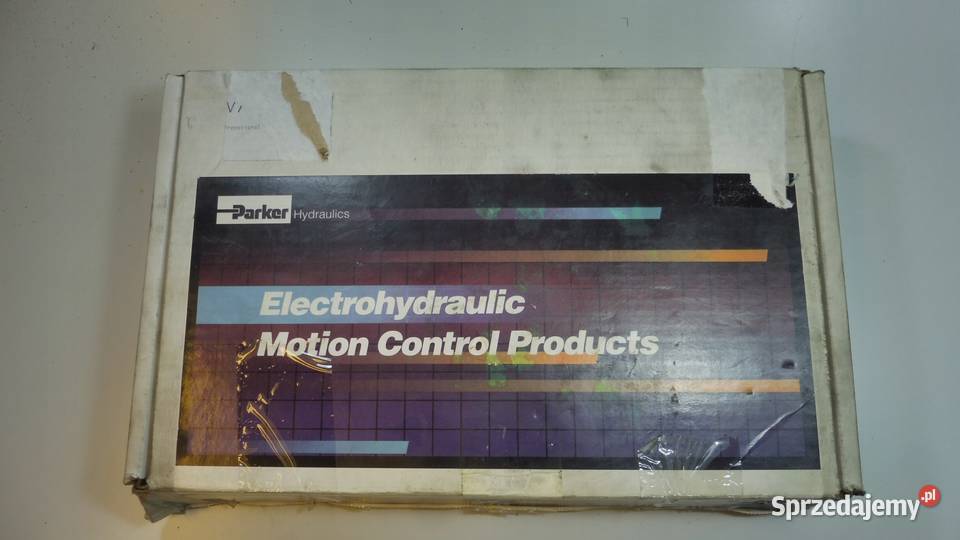 V,
Parker Hydraulics
Electrohydraulic
Motion Control Products
Sprzedajemy.pl